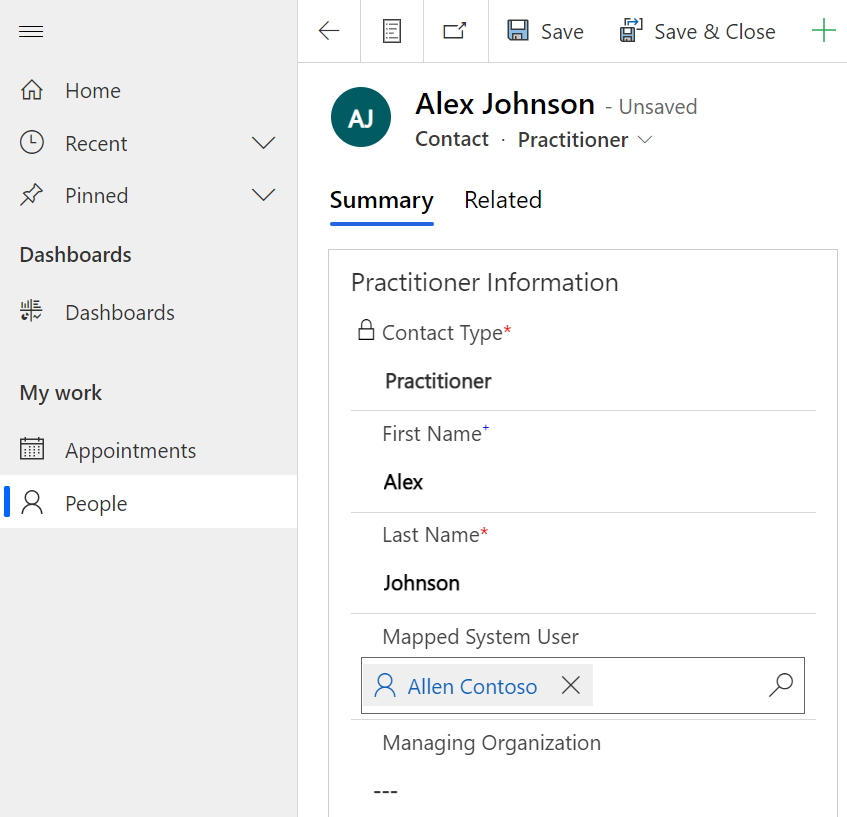 Save
Save & Close
Home
Recent
Pinned
Dashboards
Dashboards
My work
Appointments
People
AJ
Alex Johnson - Unsaved
Contact · Practitioner
Summary Related
Practitioner Information
Contact Type*
Practitioner
First Name+
Alex
Last Name*
Johnson
Mapped System User
Allen Contoso
Managing Organization
---